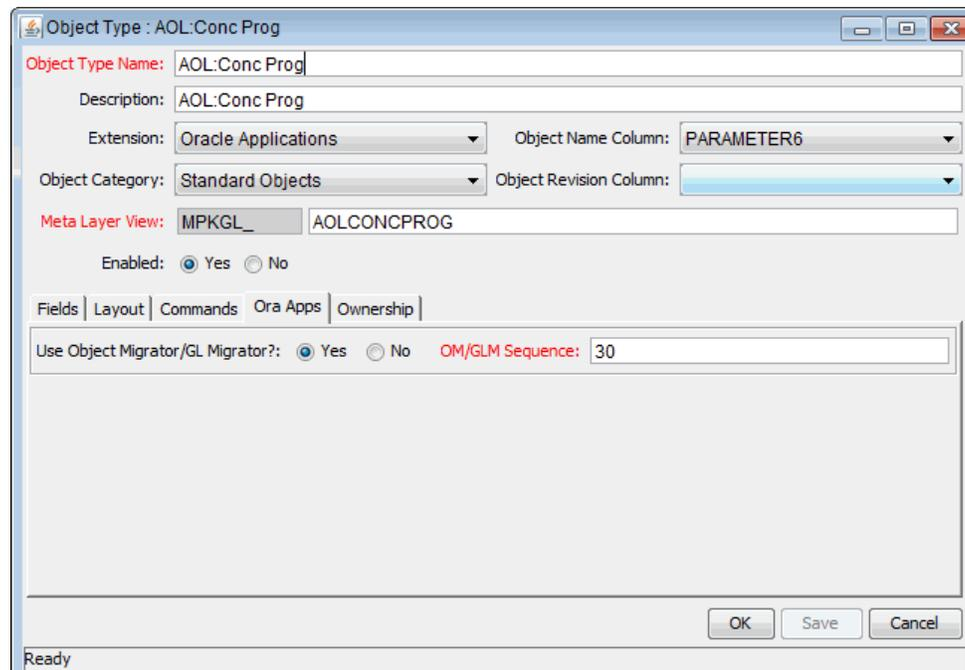 Object Type : AOL:Conc Prog
Object Type Name: AOL:Conc Prog
Description: AOL:Conc Prog
Extension: Oracle Applications Object Name Column: PARAMETER6
Object Category: Standard Objects Object Revision Column:
Meta Layer View: MPKGL_ AOLCONCPROG
Enabled: Yes No
Fields Layout Commands Ora Apps Ownership
Use Object Migrator/GL Migrator?: Yes No OM/GLM Sequence: 30
OK Save Cancel
Ready